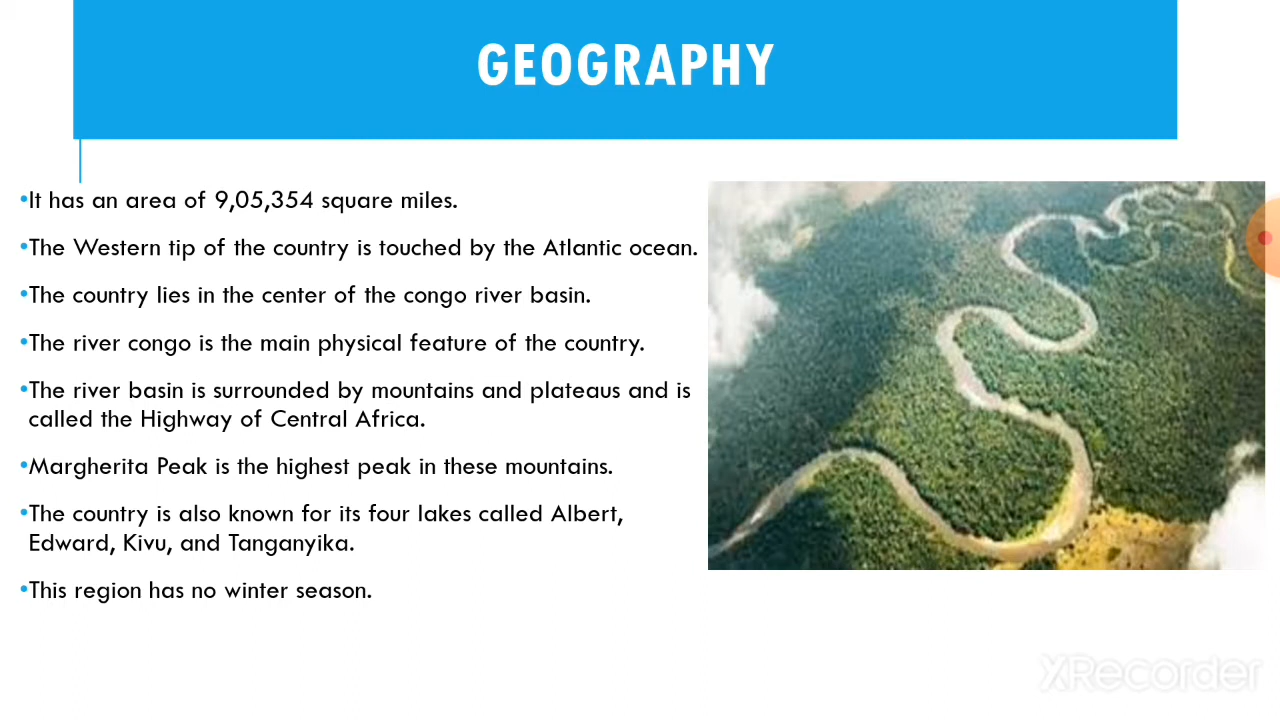 GEOGRAPHY
•It has an area of 9,05,354 square miles.
•The Western tip of the country is touched by the Atlantic ocean.
•The country lies in the center of the congo river basin.
•The river congo is the main physical feature of the country.
•The river basin is surrounded by mountains and plateaus and is
called the Highway of Central Africa.
•Margherita Peak is the highest peak in these mountains.
•The country is also known for its four lakes called Albert,
Edward, Kivu, and Tanganyika.
•This region has no winter season.
XRecorder